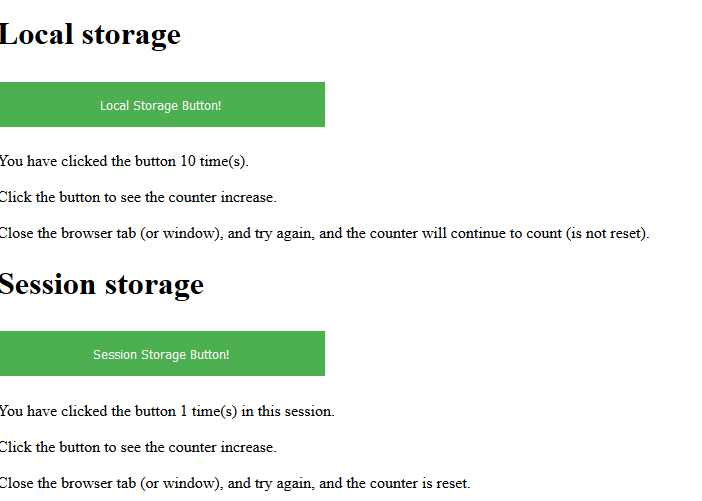 Local storage
Local Storage Button!
You have clicked the button 10 time(s).
Click the button to see the counter increase.
Close the browser tab (or window), and try again, and the counter will continue to count (is not reset).
Session storage
Session Storage Button!
You have clicked the button 1 time(s) in this session.
Click the button to see the counter increase.
Close the browser tab (or window), and try again, and the counter is reset.